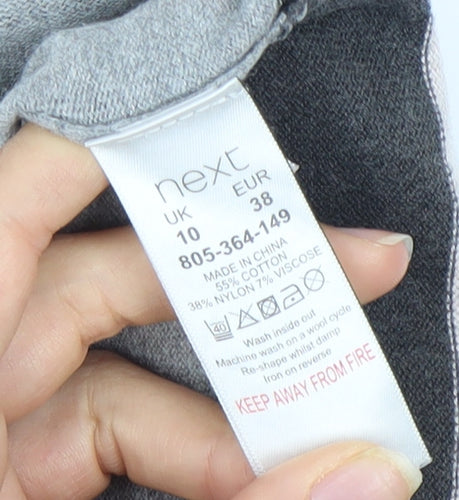 next
UK EUR
10 38
805-364-149
MADE IN CHINA
55% COTTON
38% NYLON 7% VISCOSE
40
Wash inside out
Machine wash on a wool cycle
Re-shape whilst damp
Iron on reverse
KEEP AWAY FROM FIRE